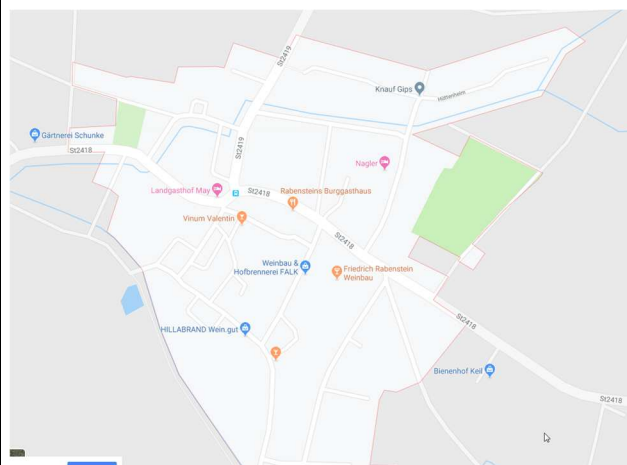 St2419
Knauf Gips
Hüttenheim
Gärtnerei Schunke
St2418
St2419
Nagler
Landgasthof May
St2418
Rabensteins Burggasthaus
Vinum Valentin
St2418
Weinbau &
Hofbrennerei FALK
Friedrich Rabenstein
Weinbau
HILLABRAND Wein.gut
St2418
Bienenhof Keil
St2418